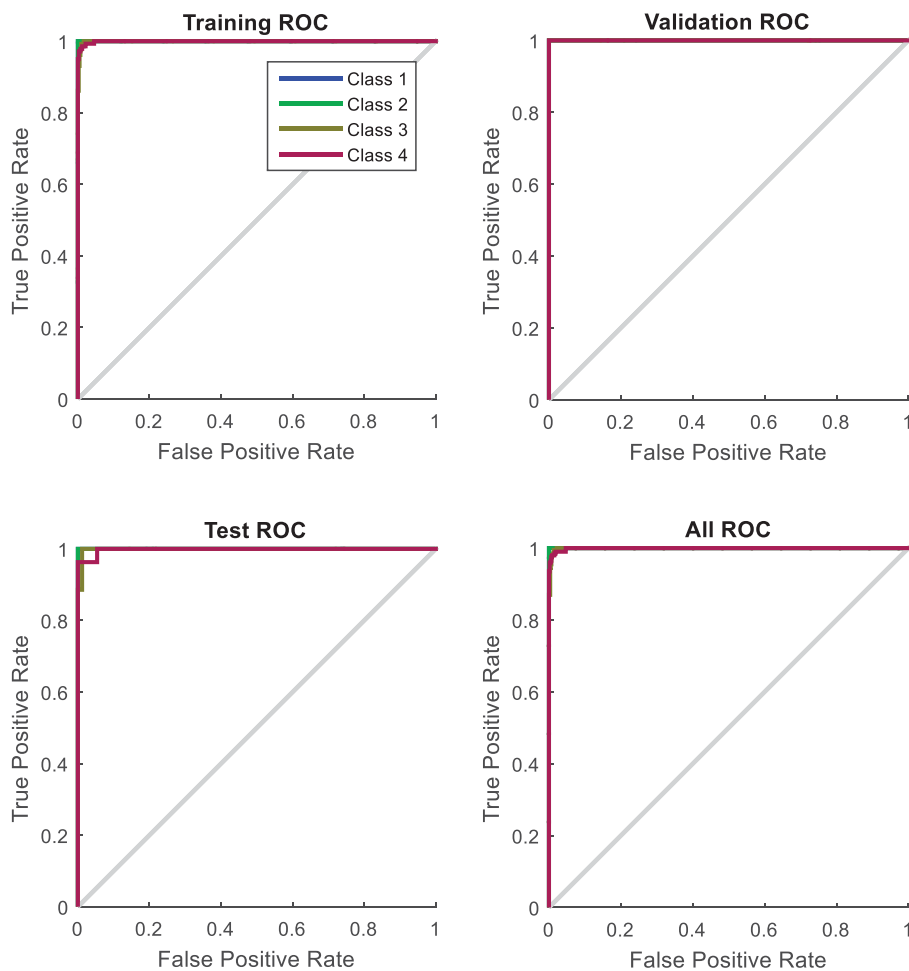 Training ROC
1
0.8
0.6
0.4
0.2
0
True Positive Rate
Class 1
Class 2
Class 3
Class 4
0 0.2 0.4 0.6 0.8 1
False Positive Rate
Validation ROC
1
0.8
0.6
0.4
0.2
0
True Positive Rate
0 0.2 0.4 0.6 0.8 1
False Positive Rate
Test ROC
1
0.8
0.6
0.4
0.2
0
True Positive Rate
0 0.2 0.4 0.6 0.8 1
False Positive Rate
All ROC
1
0.8
0.6
0.4
0.2
0
True Positive Rate
0 0.2 0.4 0.6 0.8 1
False Positive Rate